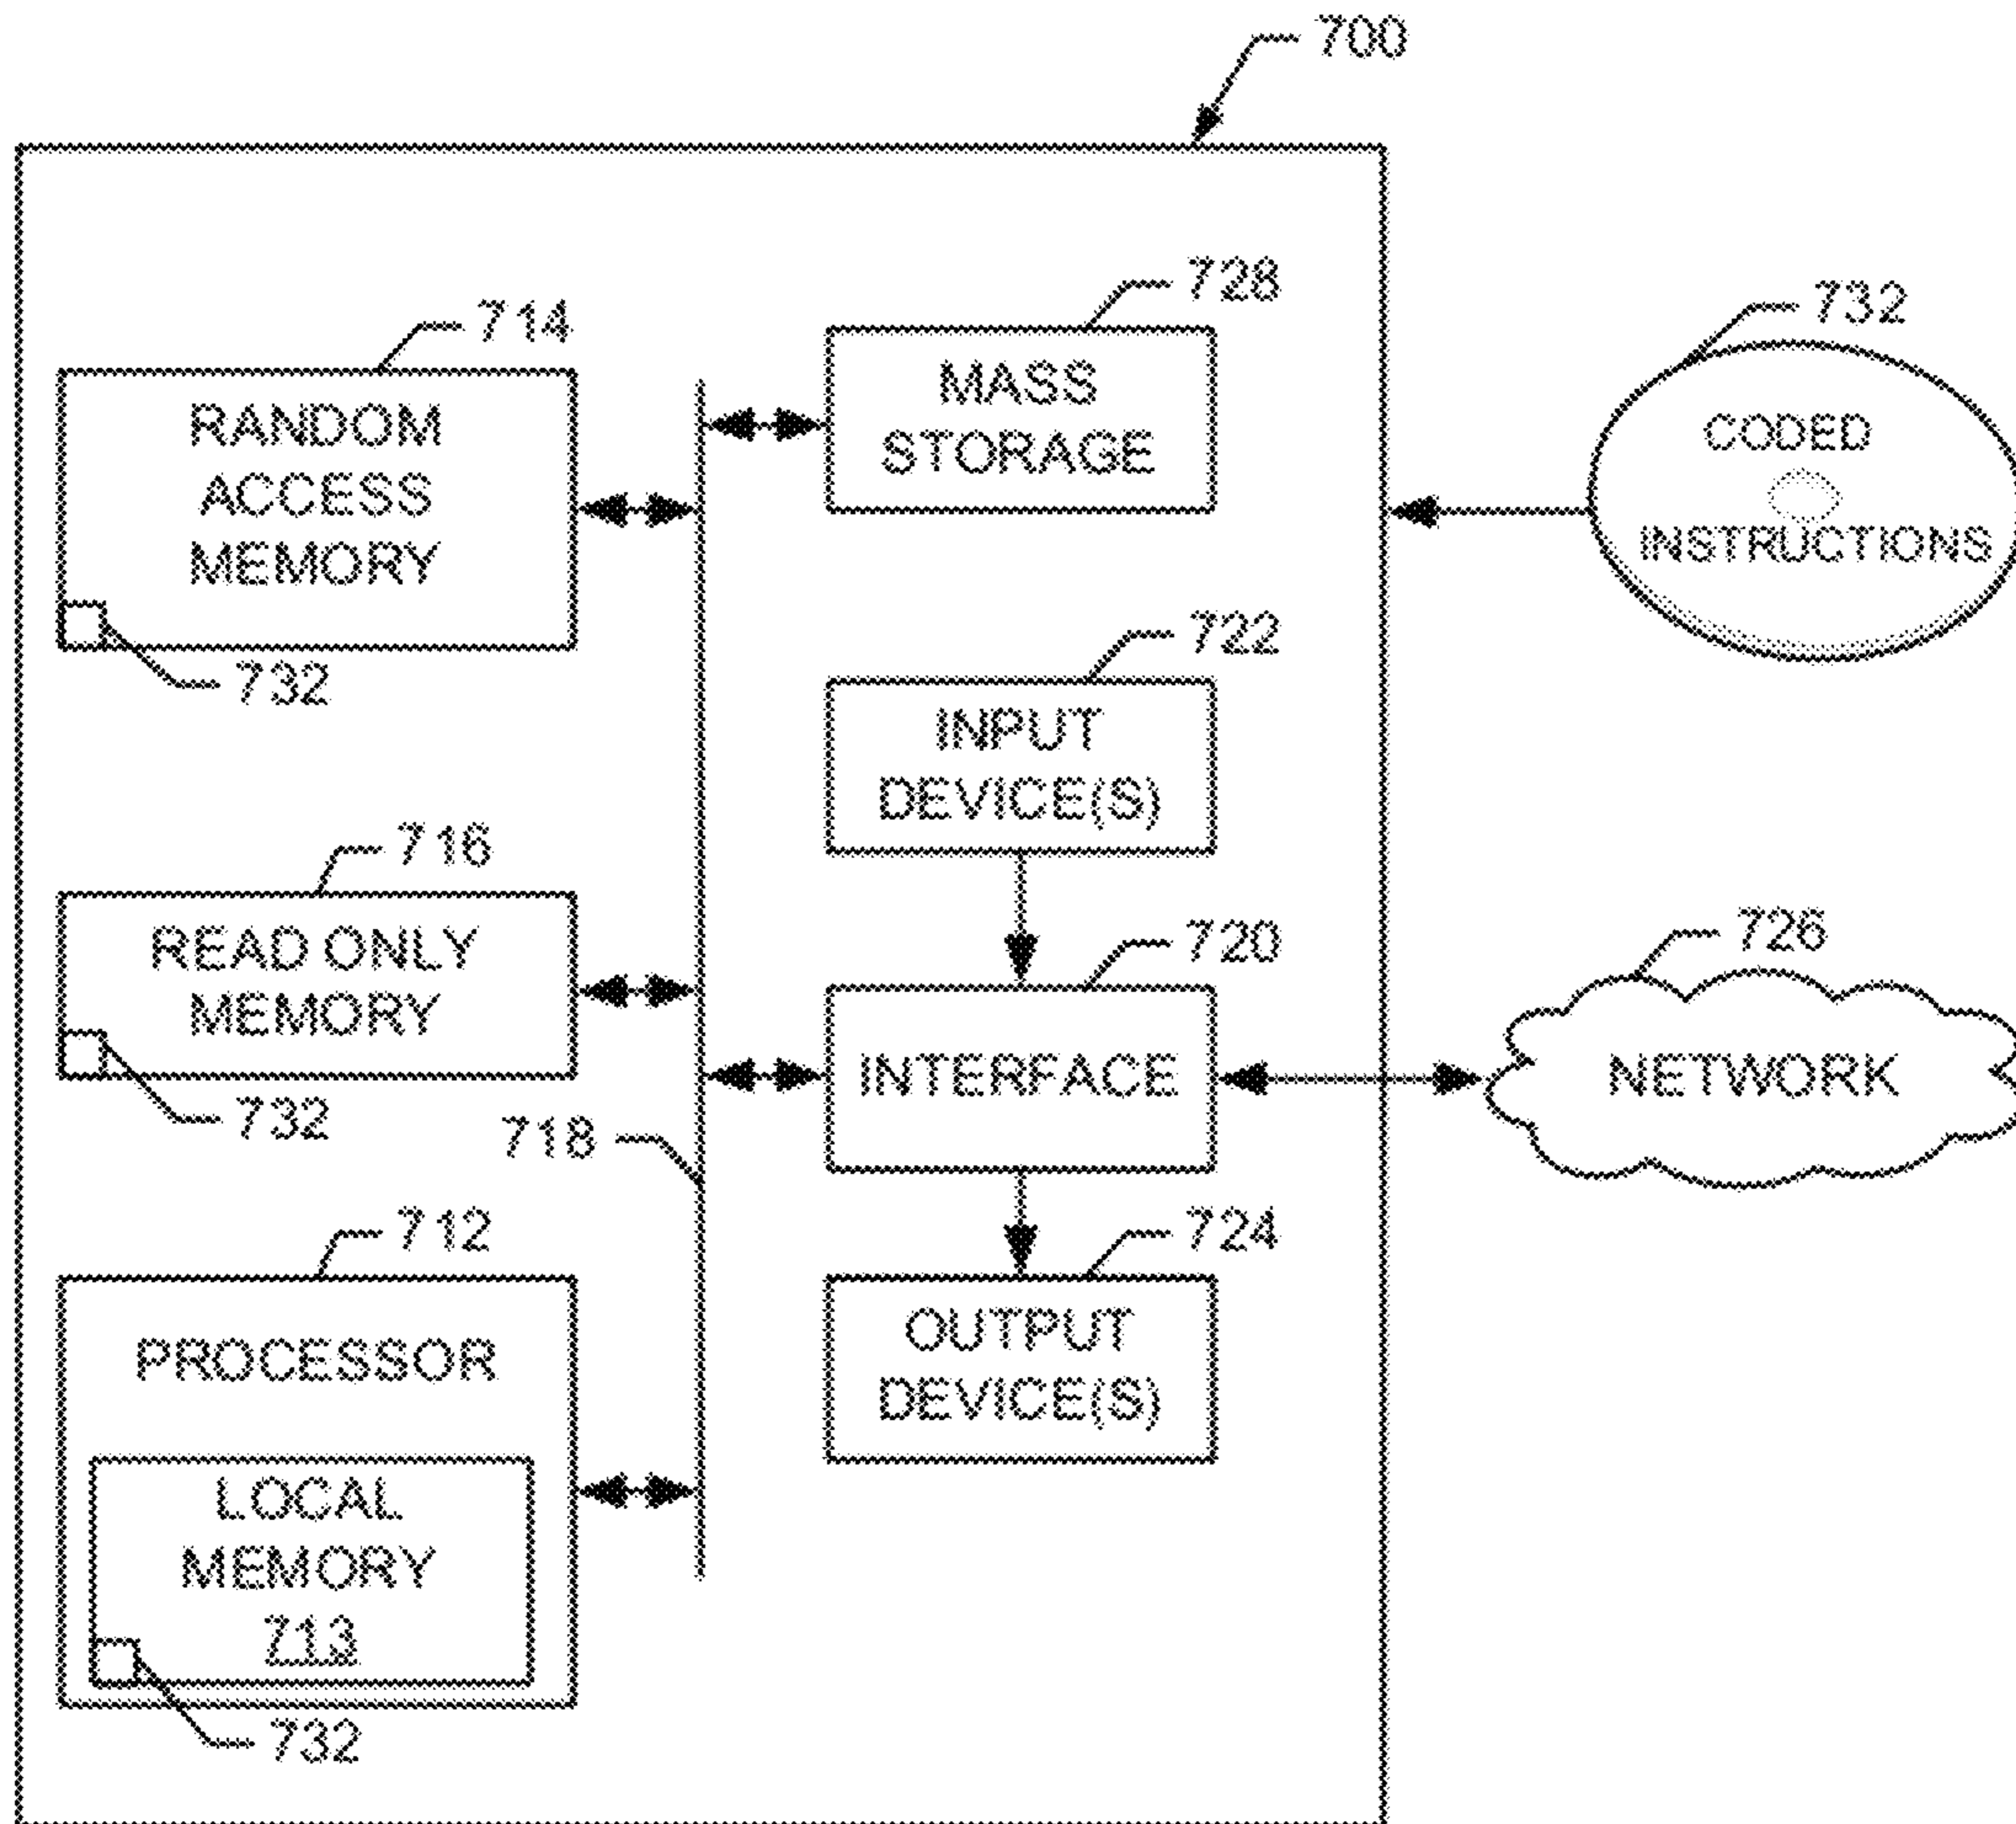 700
728
732
714
MASS
STORAGE
RANDOM
ACCESS
MEMORY
CODED
INSTRUCTIONS
732
722
INPUT
DEVICE(S)
716
READ ONLY
MEMORY
720
726
INTERFACE
NETWORK
732
718
712
724
PROCESSOR
OUTPUT
DEVICE(S)
LOCAL
MEMORY
713
732